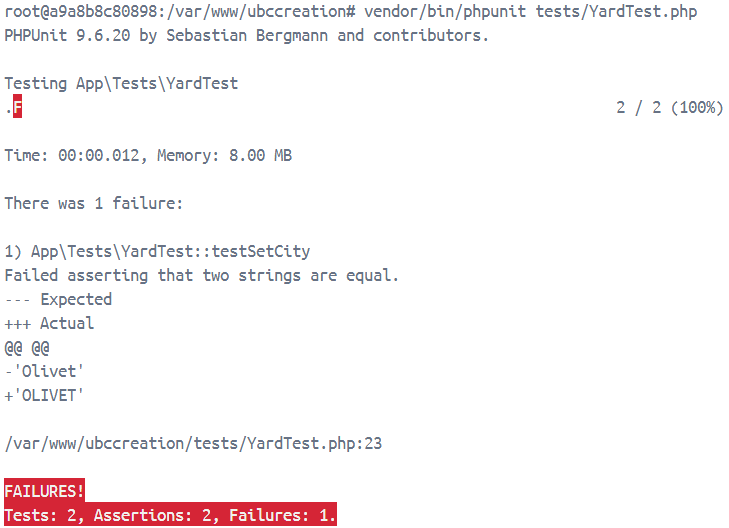 root@a9a8b8c80898:/var/www/ubccreation# vendor/bin/phpunit tests/YardTest.php
PHPUnit 9.6.20 by Sebastian Bergmann and contributors.
Testing App\Tests\YardTest
.F 2 / 2 (100%)
Time: 00:00.012, Memory: 8.00 MB
There was 1 failure:
1) App\Tests\YardTest::testSetCity
Failed asserting that two strings are equal.
--- Expected
+++ Actual
@@ @@
-'Olivet'
+'OLIVET'
/var/www/ubccreation/tests/YardTest.php:23
FAILURES!
Tests: 2, Assertions: 2, Failures: 1.